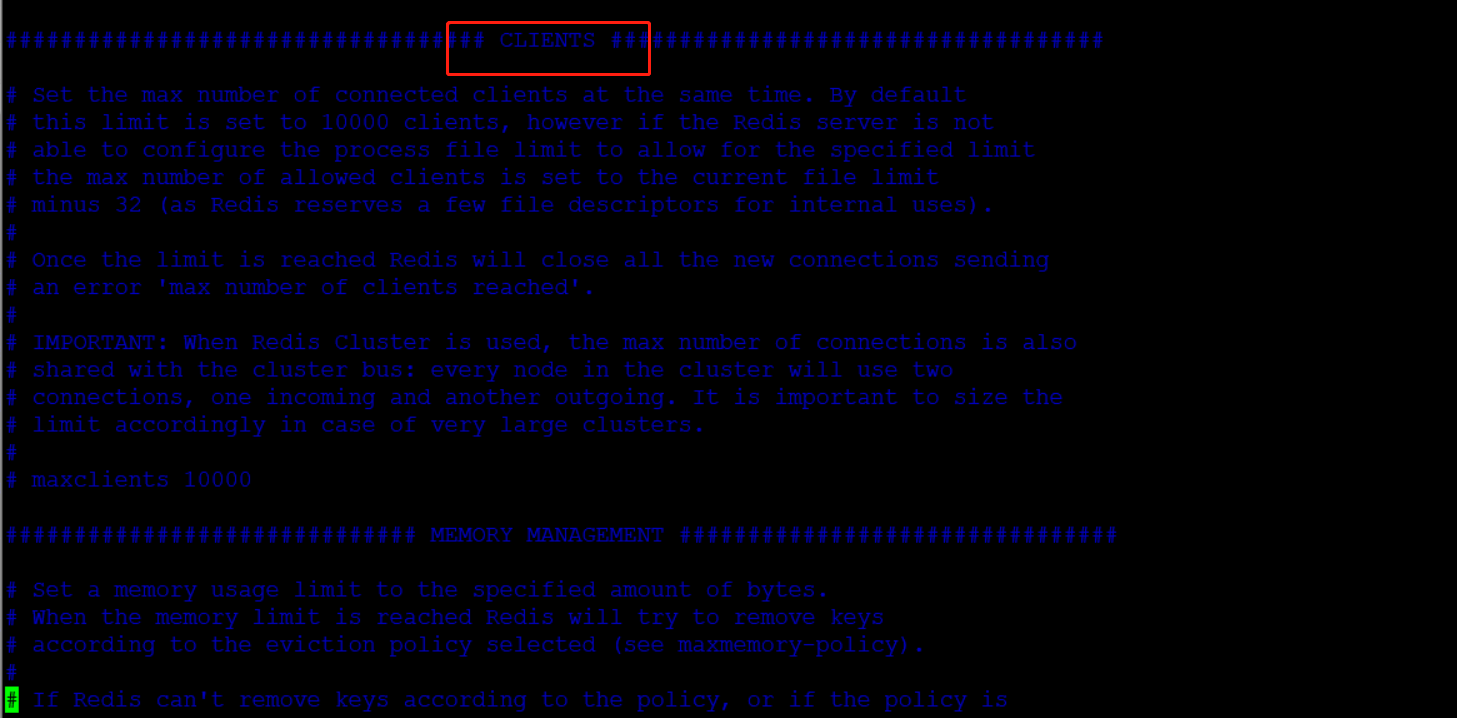 ################################### CLIENTS ####################################
# Set the max number of connected clients at the same time. By default
# this limit is set to 10000 clients, however if the Redis server is not
# able to configure the process file limit to allow for the specified limit
# the max number of allowed clients is set to the current file limit
# minus 32 (as Redis reserves a few file descriptors for internal uses).
#
# Once the limit is reached Redis will close all the new connections sending
# an error 'max number of clients reached'.
#
# IMPORTANT: When Redis Cluster is used, the max number of connections is also
# shared with the cluster bus: every node in the cluster will use two
# connections, one incoming and another outgoing. It is important to size the
# limit accordingly in case of very large clusters.
#
# maxclients 10000
############################## MEMORY MANAGEMENT ################################
# Set a memory usage limit to the specified amount of bytes.
# When the memory limit is reached Redis will try to remove keys
# according to the eviction policy selected (see maxmemory-policy).
#
# If Redis can't remove keys according to the policy, or if the policy is